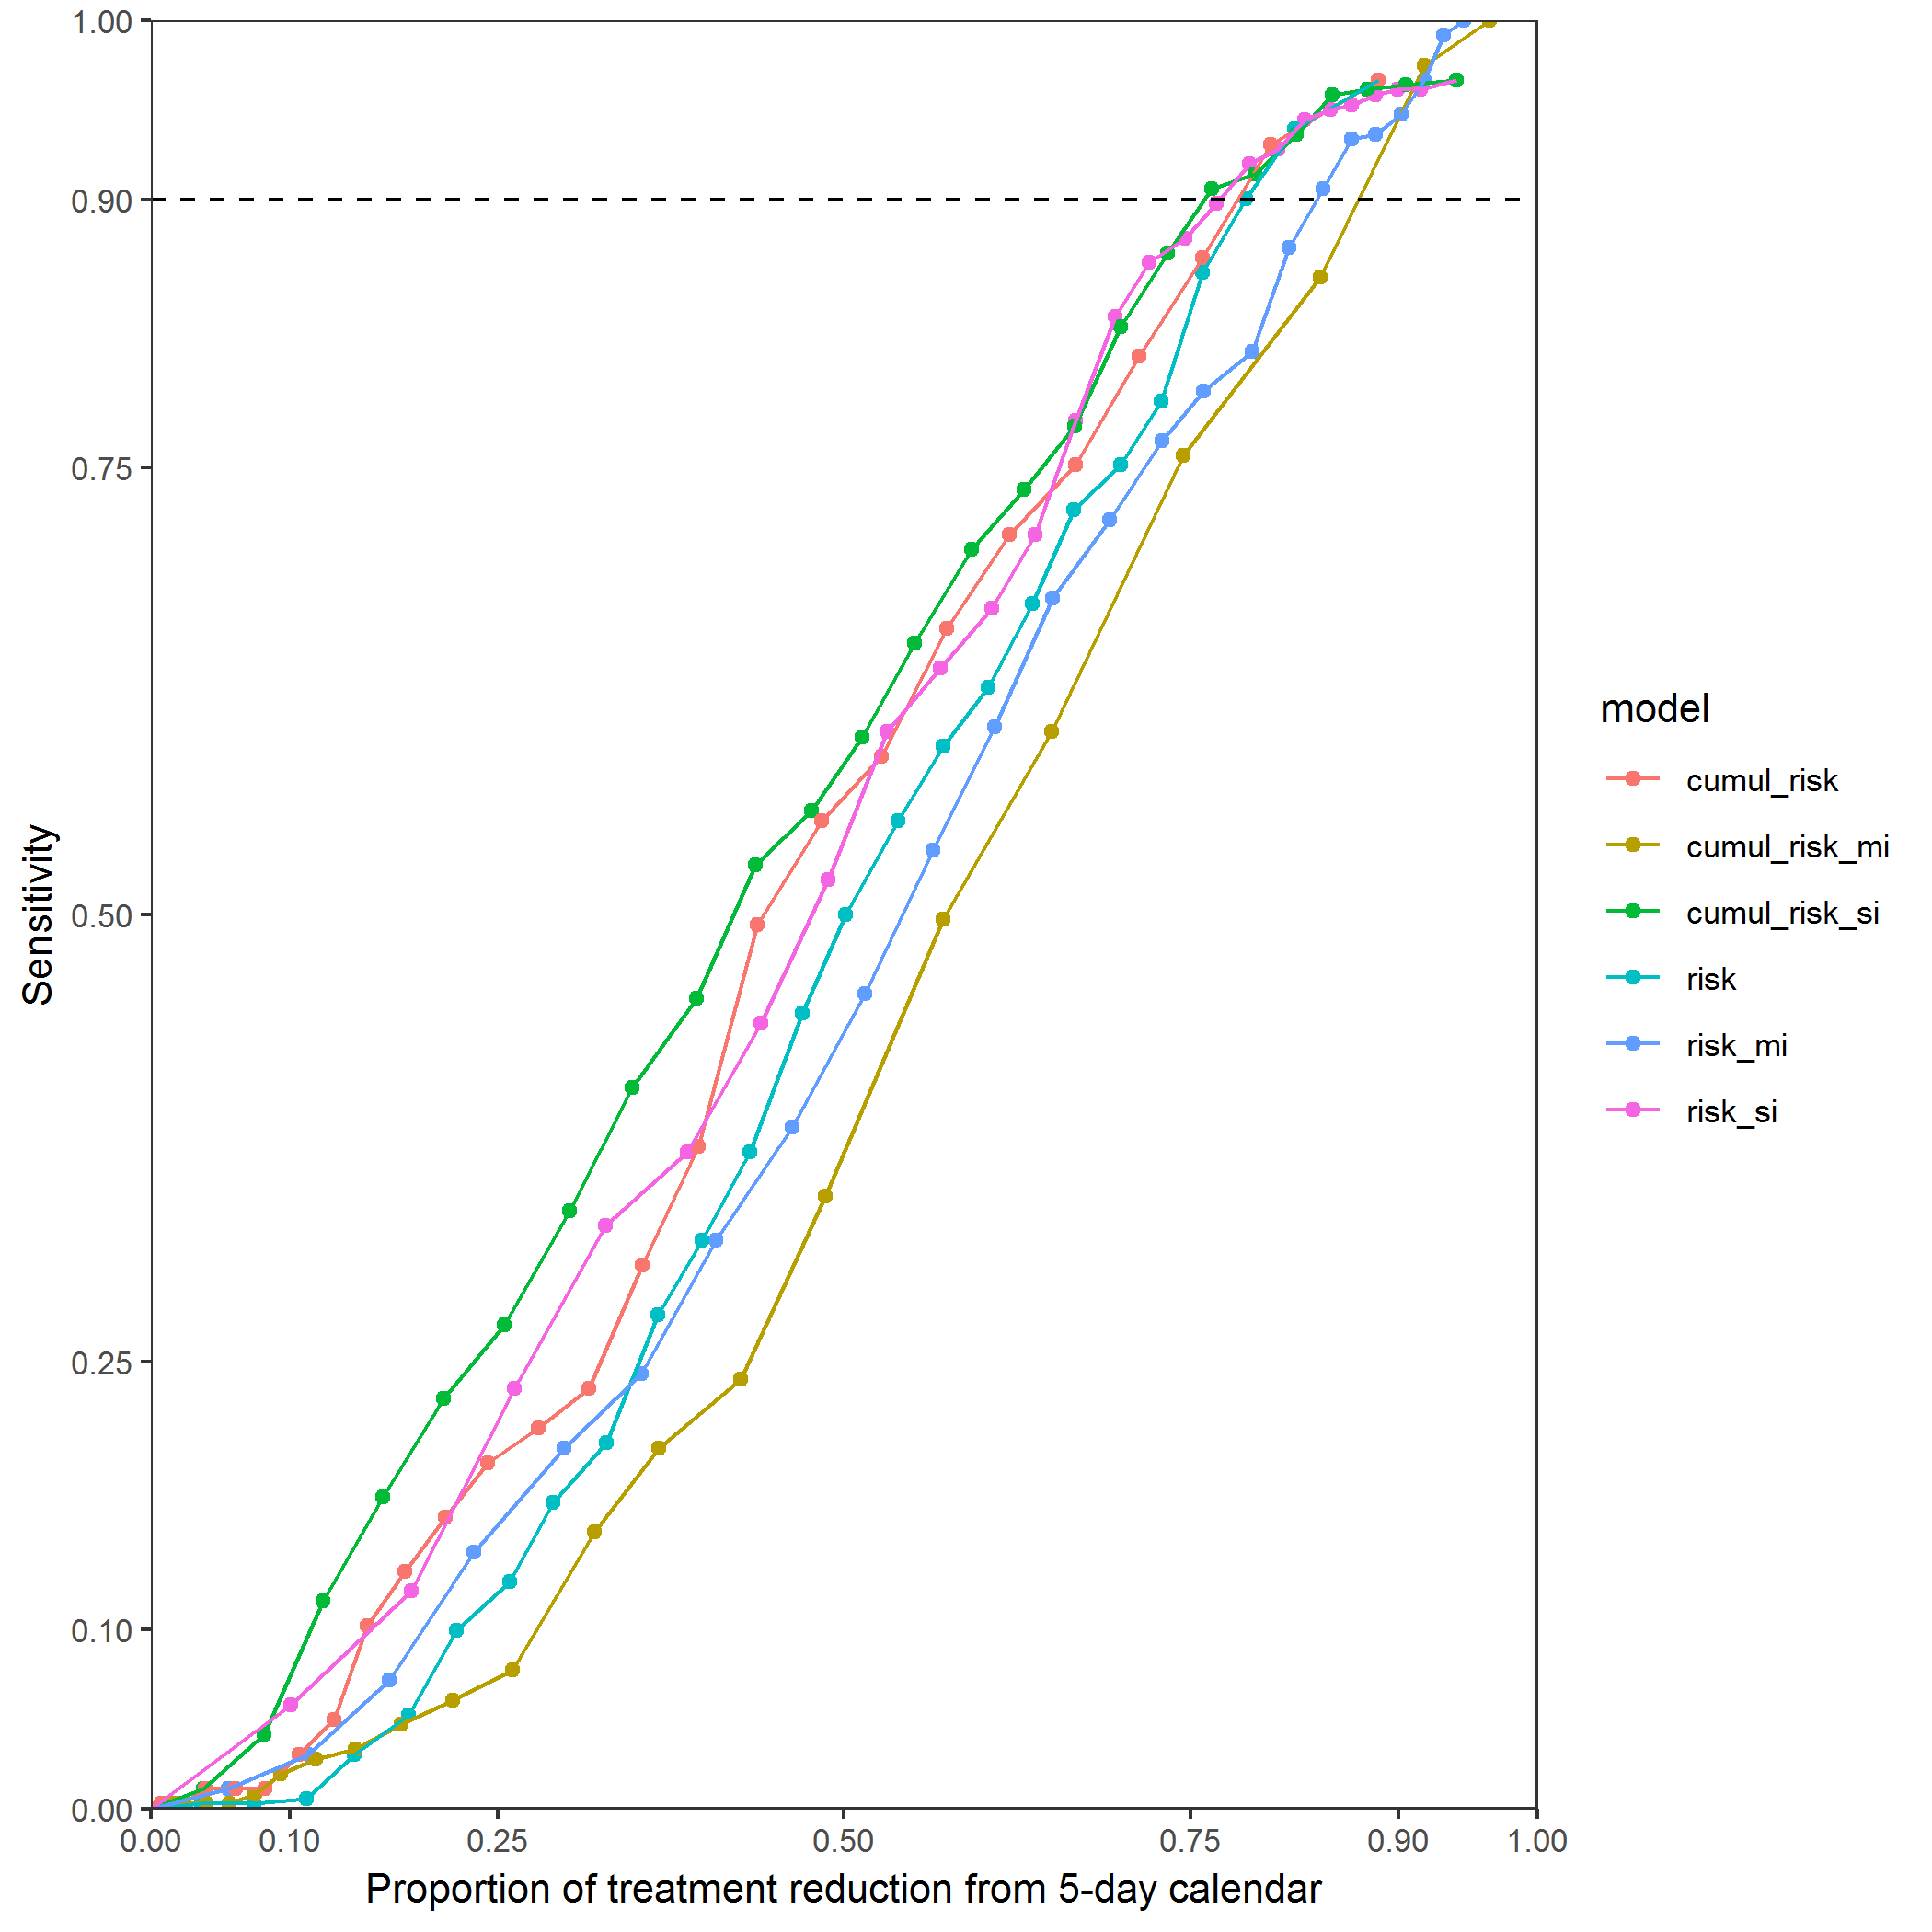 1.00
0.90
0.75
0.50
0.25
0.10
0.00
Sensitivity
0.00 0.10 0.25 0.50 0.75 0.90 1.00
Proportion of treatment reduction from 5-day calendar
model
cumul_risk
cumul_risk_mi
cumul_risk_si
risk
risk_mi
risk_si